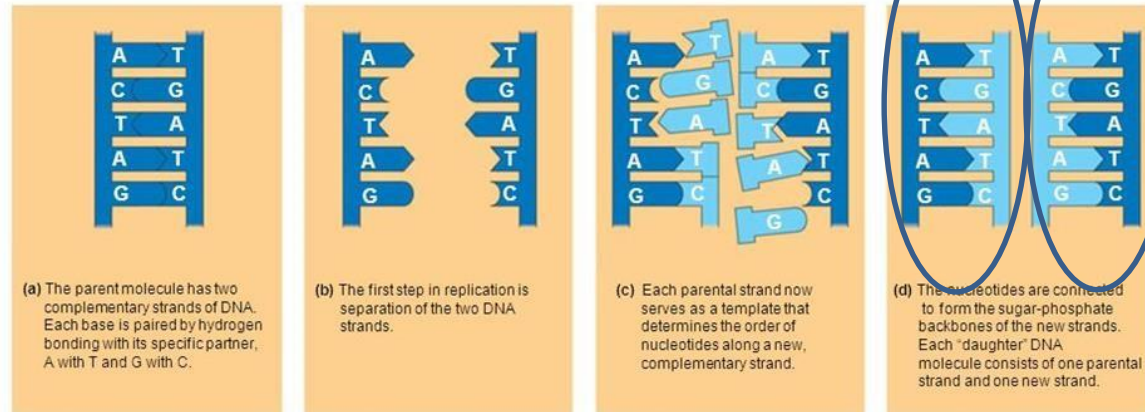 A T
C G
T A
A T
G C
(a) The parent molecule has two
complementary strands of DNA.
Each base is paired by hydrogen
bonding with its specific partner,
A with T and G with C.
A T
C G
T A
A T
G C
(b) The first step in replication is
separation of the two DNA
strands.
A T A T
C G C G
T A T A
A T A T
G C G C
(c) Each parental strand now
serves as a template that
determines the order of
nucleotides along a new,
complementary strand.
A T A T
C G C G
T A T A
A T A T
G C G C
(d) The nucleotides are connected
to form the sugar-phosphate
backbones of the new strands.
Each “daughter” DNA
molecule consists of one parental
strand and one new strand.